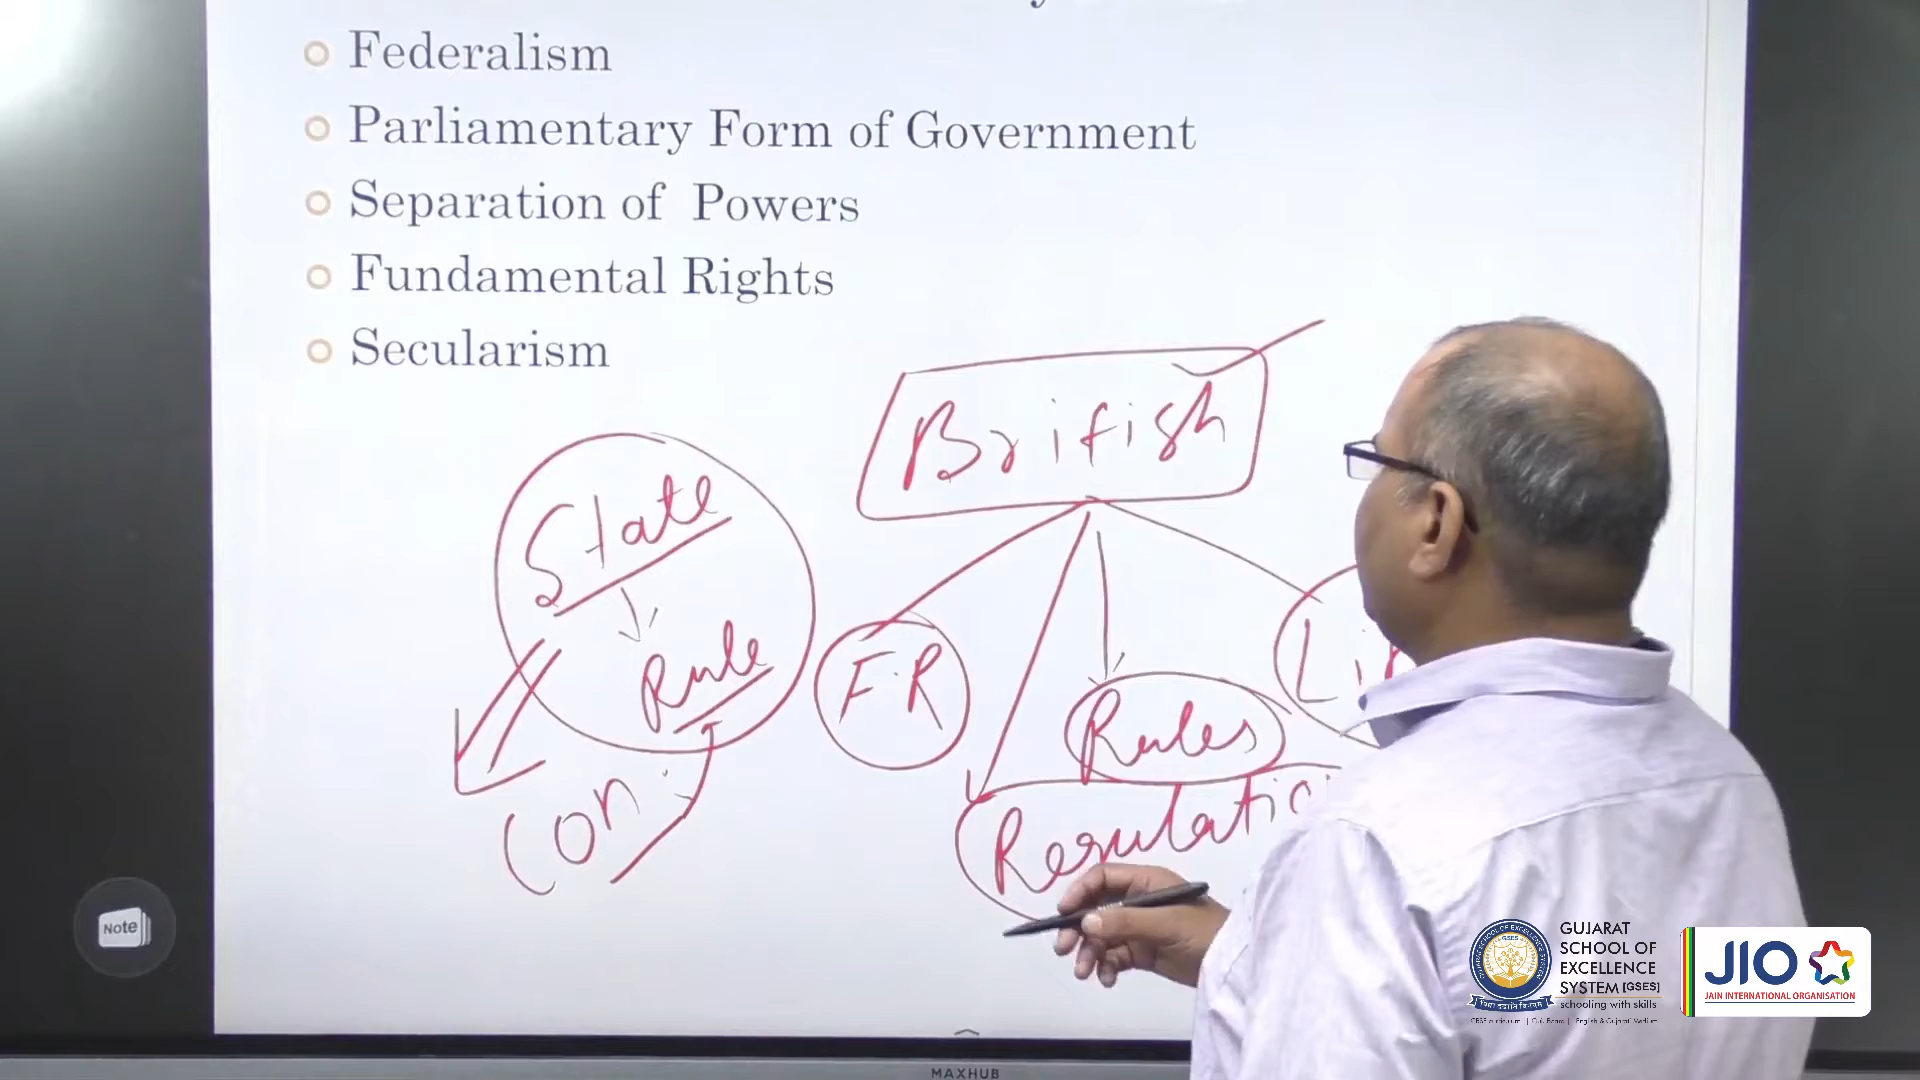 Federalism
Parliamentary Form of Government
Separation of Powers
Fundamental Rights
Secularism
British
State
Rule
F.R
Rules
Con.
Note
GUJARAT
SCHOOL OF
EXCELLENCE
SYSTEM [GSES]
schooling with skills
JIO
JAIN INTERNATIONAL ORGANISATION
MAXHUB